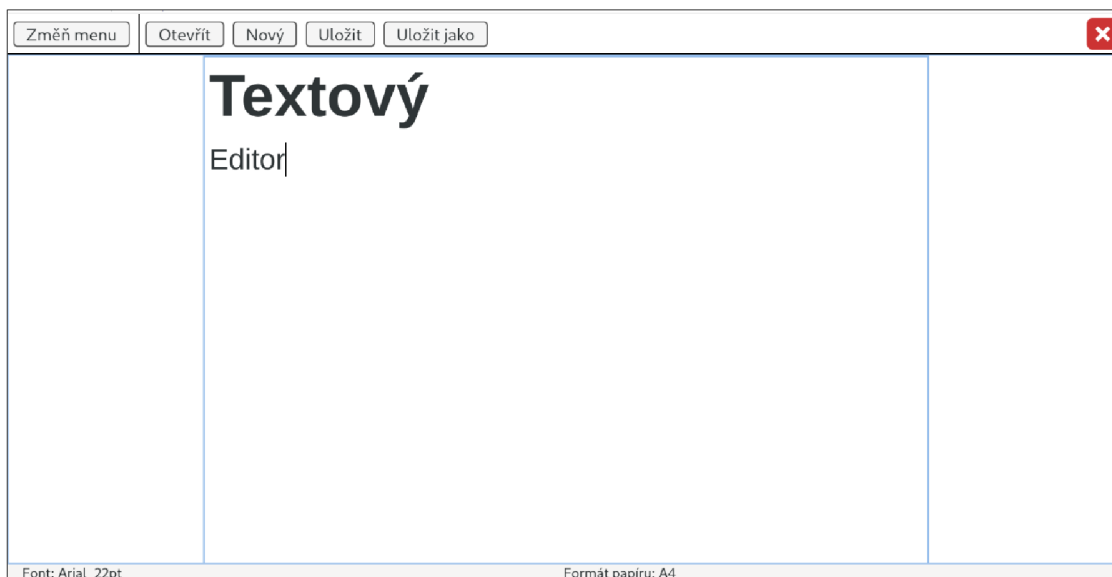 Změň menu Otevřít Nový Uložit Uložit jako
Textový
Editor
Font: Arial 22pt Formát papíru: A4